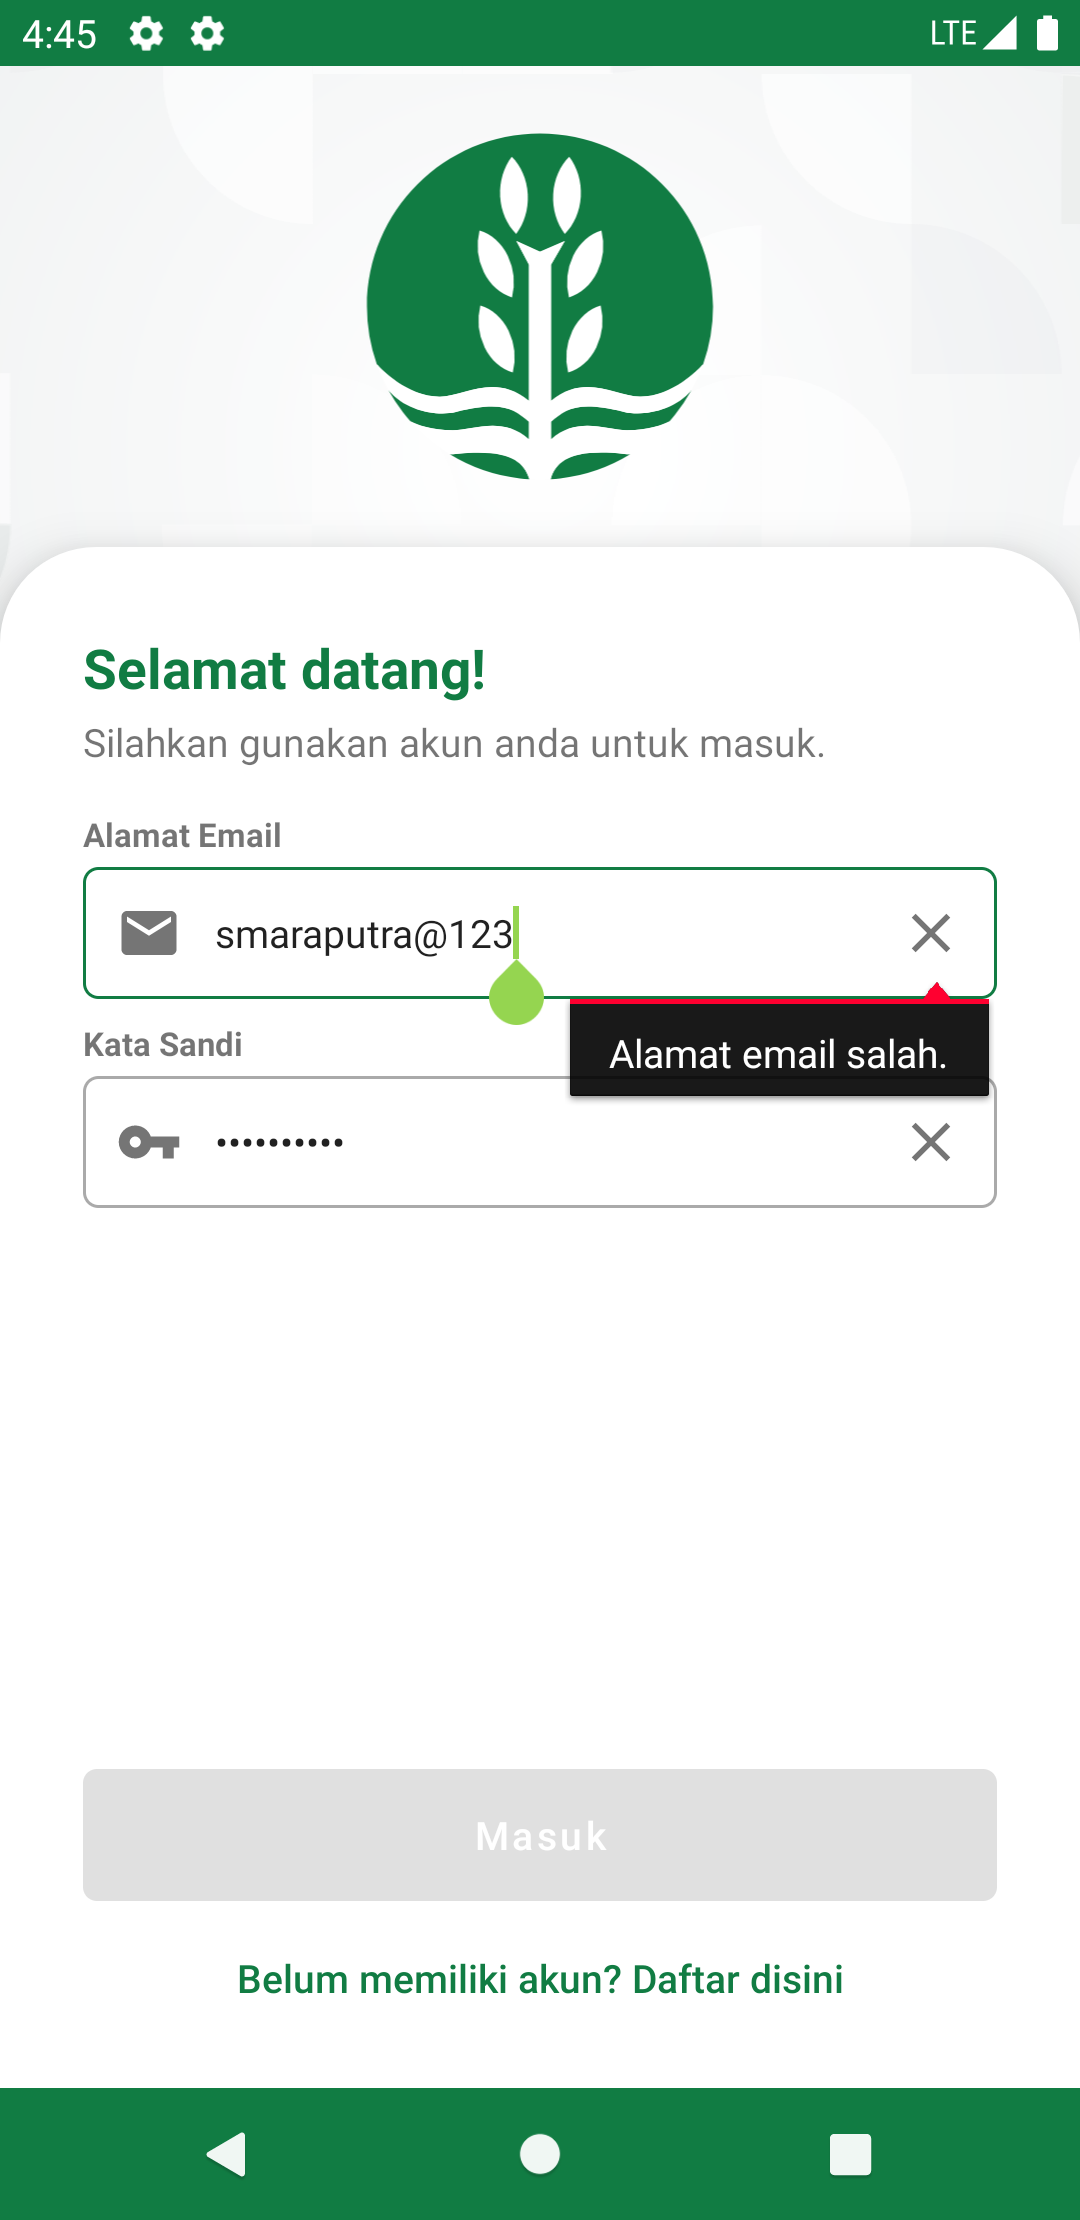 4:45 LTE
Selamat datang!
Silahkan gunakan akun anda untuk masuk.
Alamat Email
smaraputra@123
Kata Sandi
Alamat email salah.
••••••••••
Masuk
Belum memiliki akun? Daftar disini